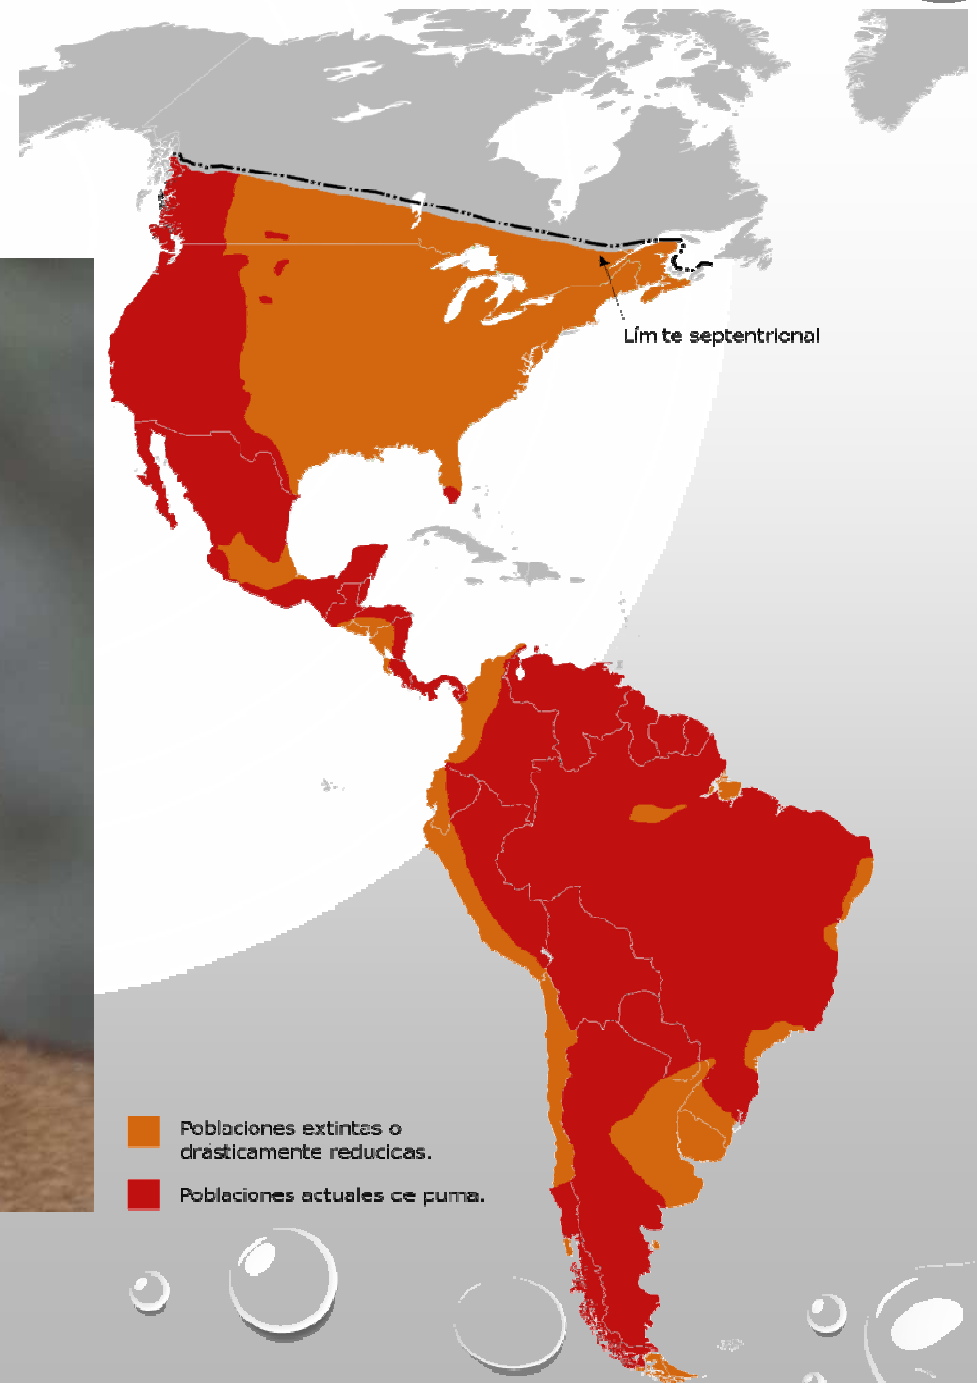 Lím te septentrional
Poblaciones extintas o
drásticamente reducicas.
Poblaciones actuales ce puma.